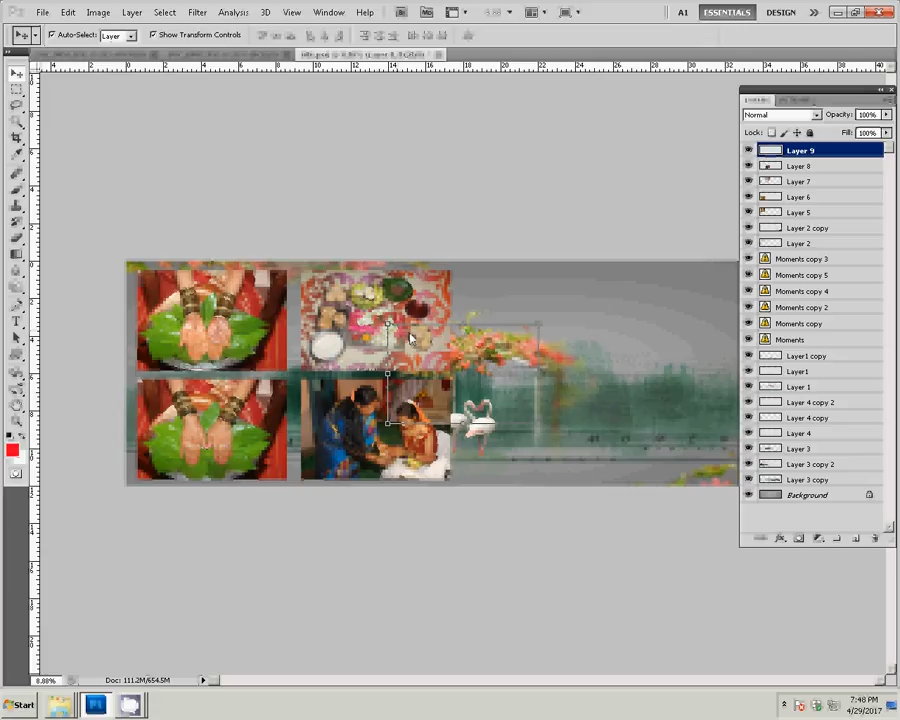 Ps File Edit Image Layer Select Filter Analysis 3D View Window Help A1 ESSENTIALS DESIGN
Auto-Select: Layer Show Transform Controls
Normal Opacity: 100%
Lock: Fill: 100%
Layer 9
Layer 8
Layer 7
Layer 6
Layer 5
Layer 2 copy
Layer 2
Moments copy 3
Moments copy 5
Moments copy 4
Moments copy 2
Moments copy
Moments
Layer1 copy
Layer1
Layer 1
Layer 4 copy 2
Layer 4 copy
Layer 4
Layer 3
Layer 3 copy 2
Layer 3 copy
Background
8.88% Doc: 111.2M/654.5M
Start Ps 7:48 PM
4/29/2017